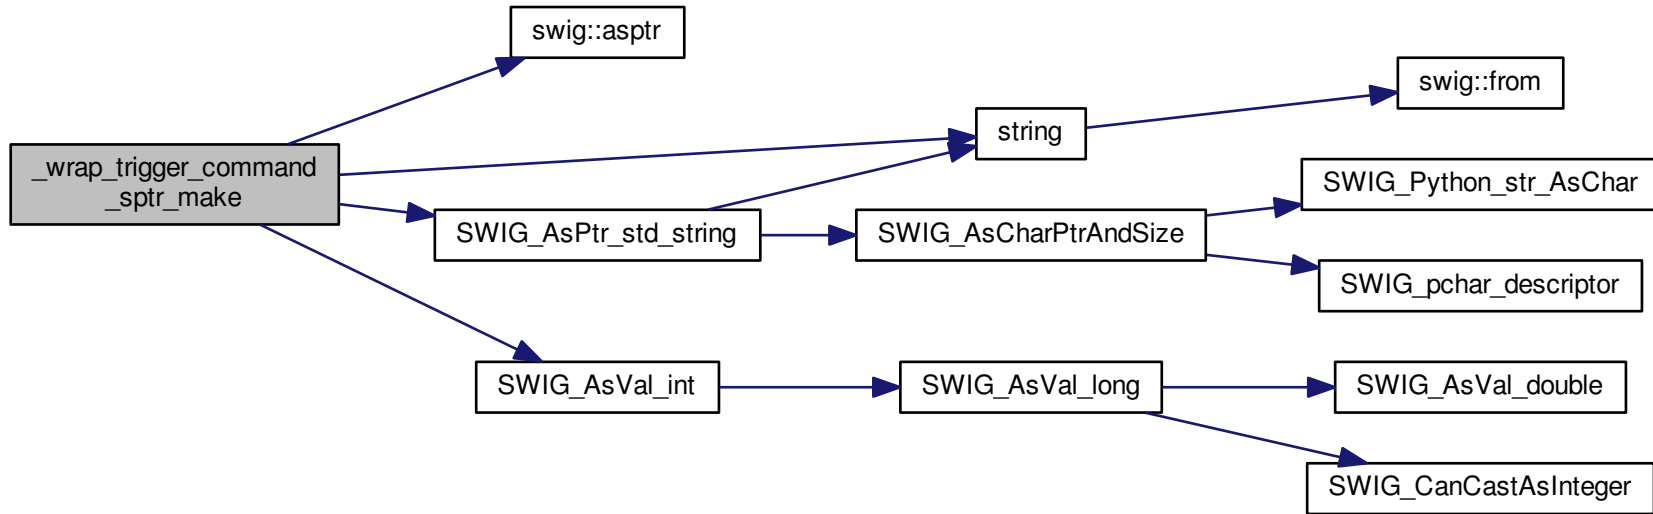 swig::asptr
swig::from
string
_wrap_trigger_command
_sptr_make
SWIG_Python_str_AsChar
SWIG_AsPtr_std_string
SWIG_AsCharPtrAndSize
SWIG_pchar_descriptor
SWIG_AsVal_int
SWIG_AsVal_long
SWIG_AsVal_double
SWIG_CanCastAsInteger